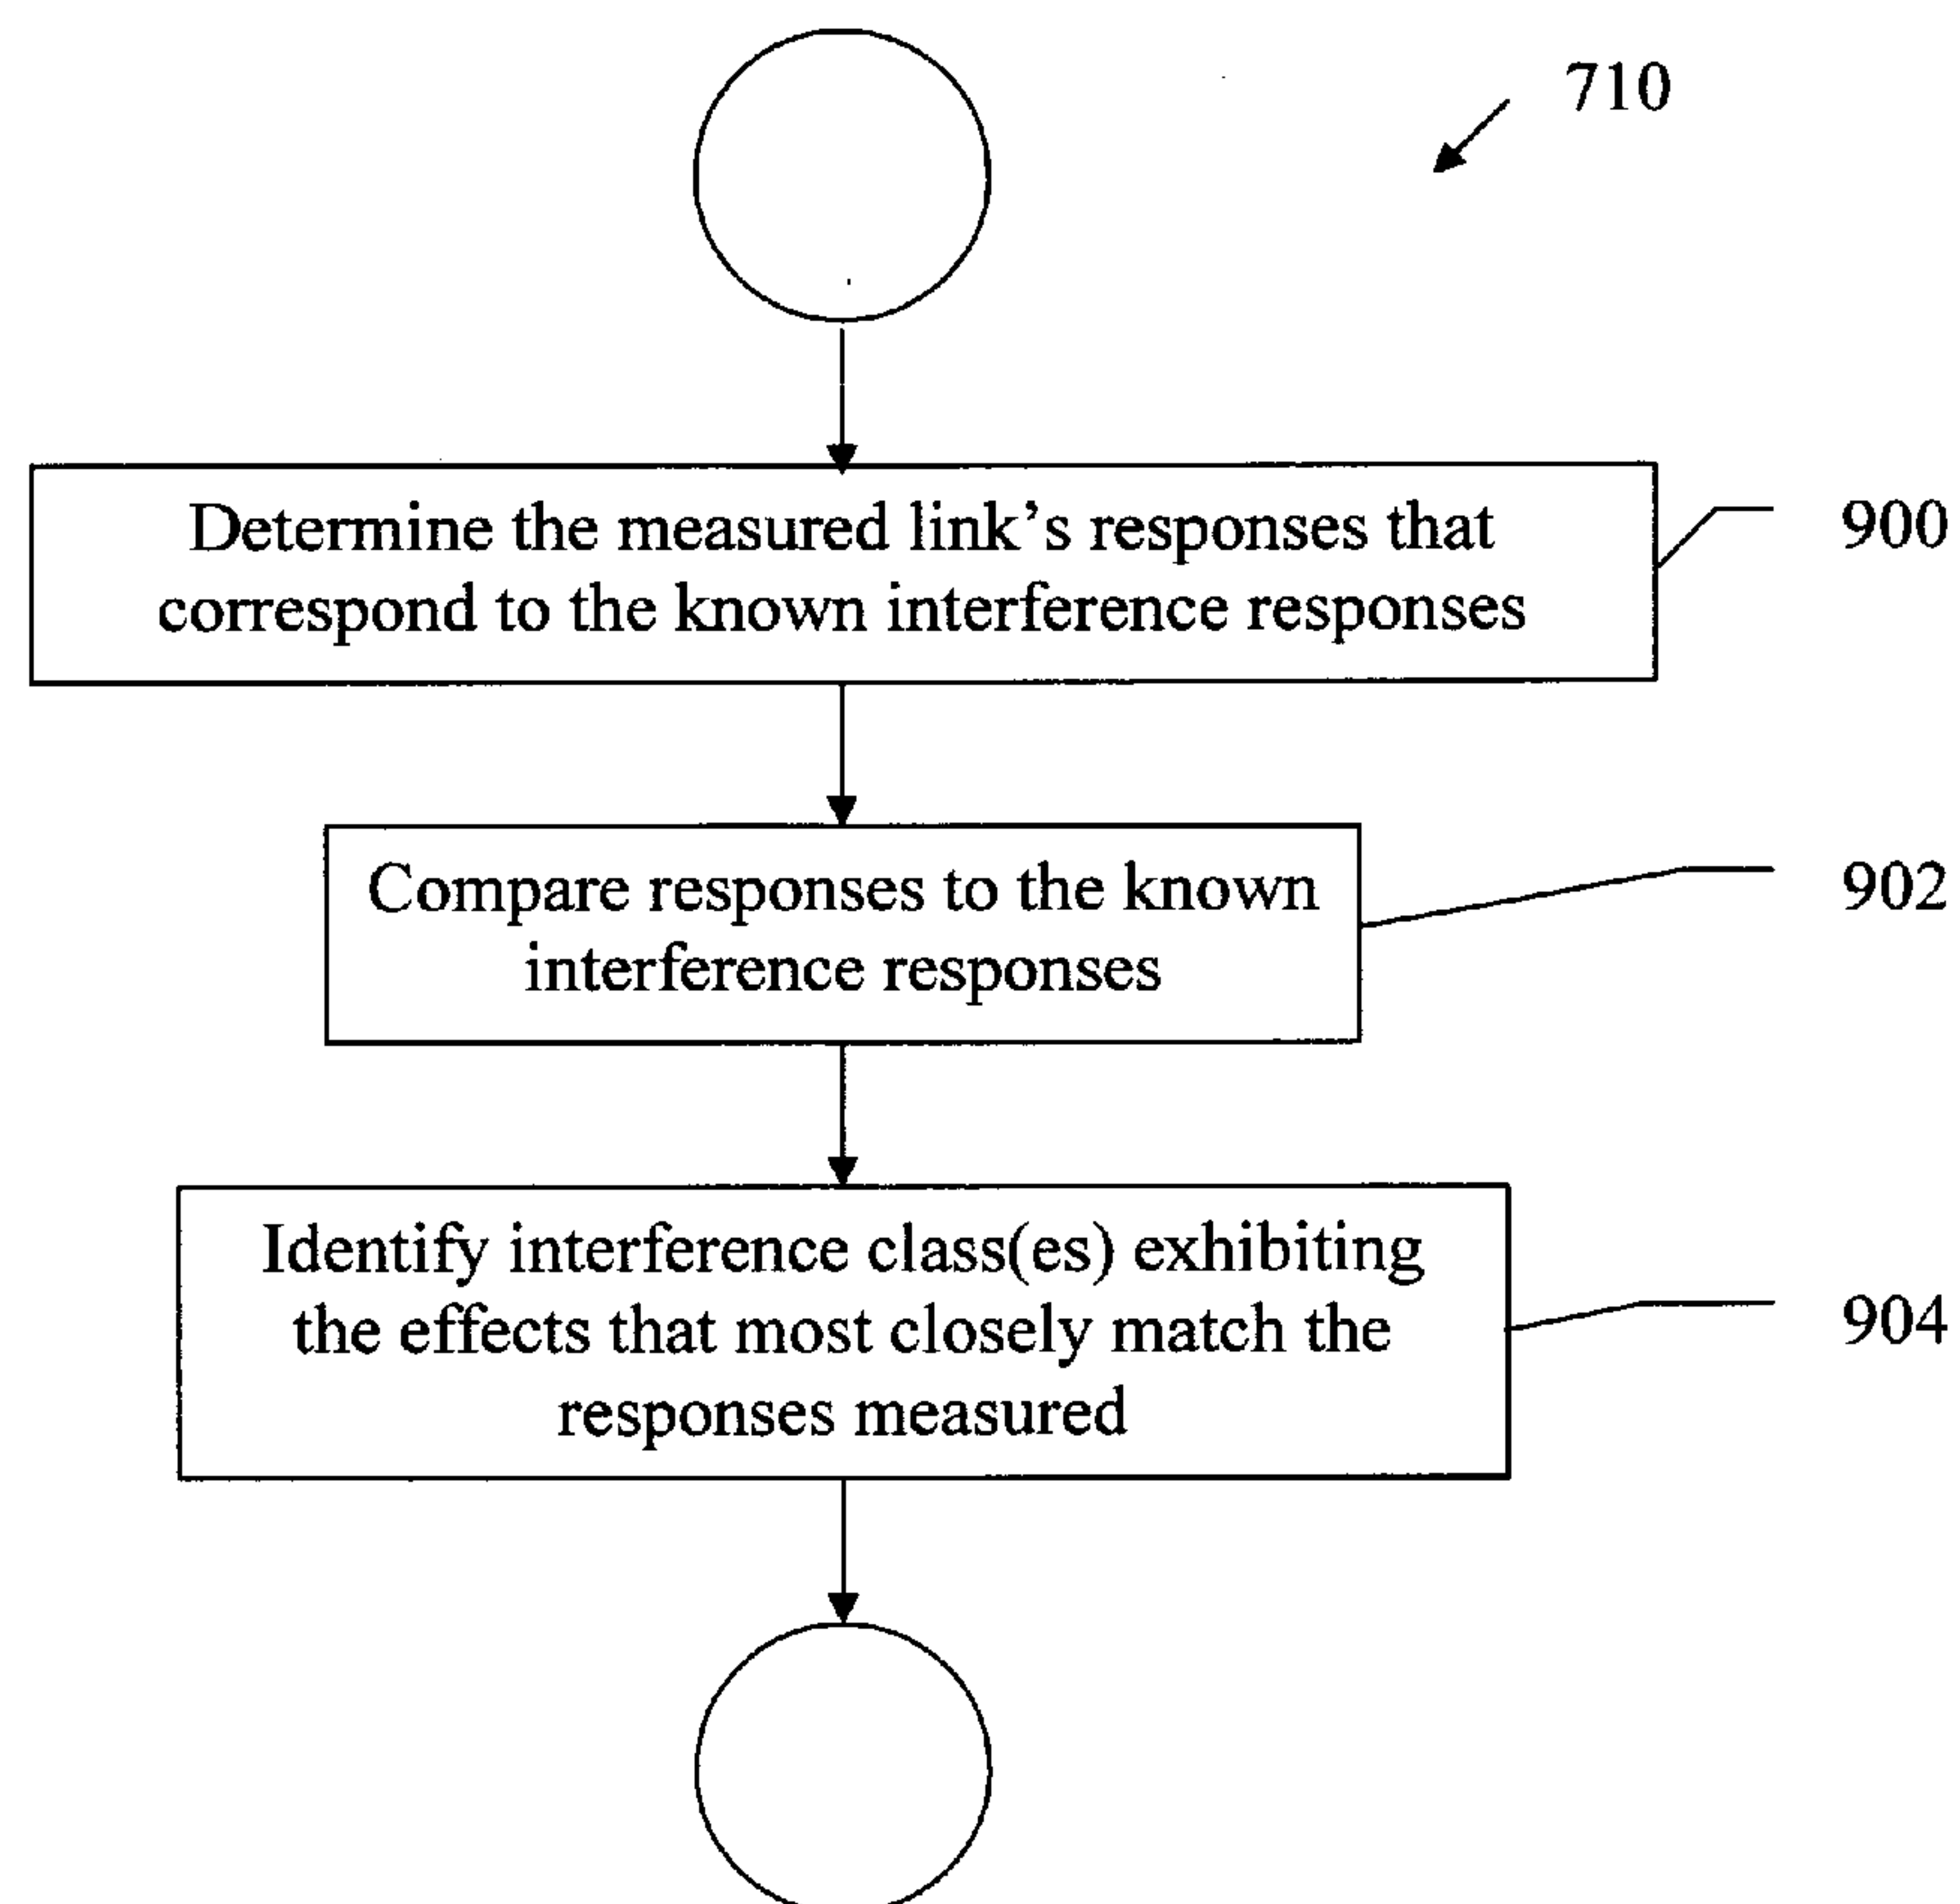 710
Determine the measured link's responses that
correspond to the known interference responses
900
Compare responses to the known
interference responses
902
Identify interference class(es) exhibiting
the effects that most closely match the
responses measured
904